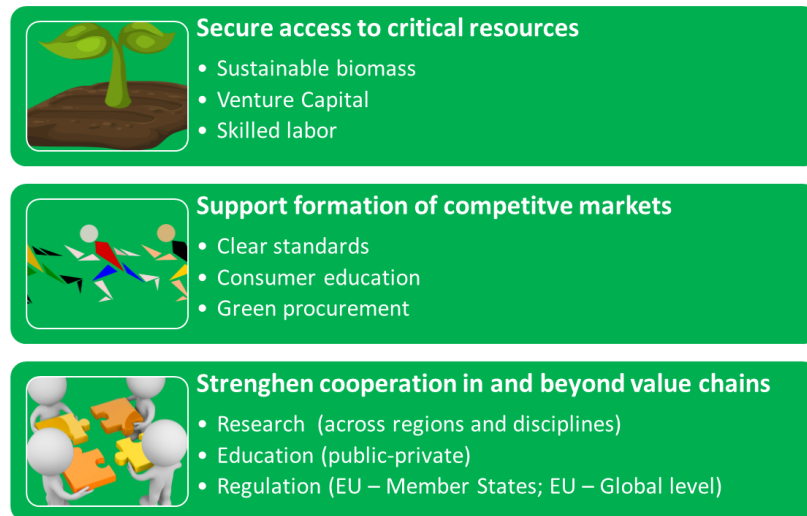 Secure access to critical resources
• Sustainable biomass
• Venture Capital
• Skilled labor
Support formation of competitve markets
• Clear standards
• Consumer education
• Green procurement
Strenghen cooperation in and beyond value chains
• Research  (across regions and disciplines)
• Education (public-private)
• Regulation (EU – Member States; EU – Global level)